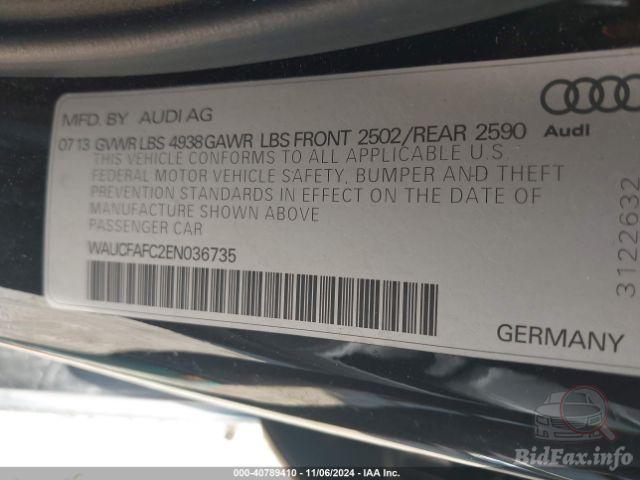 MFD. BY AUDI AG
07 13 GVWR LBS 4938 GAWR LBS FRONT 2502/REAR 2590
Audi
THIS VEHICLE CONFORMS TO ALL APPLICABLE U.S.
FEDERAL MOTOR VEHICLE SAFETY, BUMPER AND THEFT
PREVENTION STANDARDS IN EFFECT ON THE DATE OF
MANUFACTURE SHOWN ABOVE
PASSENGER CAR
WAUCFAFC2EN036735
3122632
GERMANY
BidFax.info
000-40789410 - 11/06/2024 - IAA Inc.